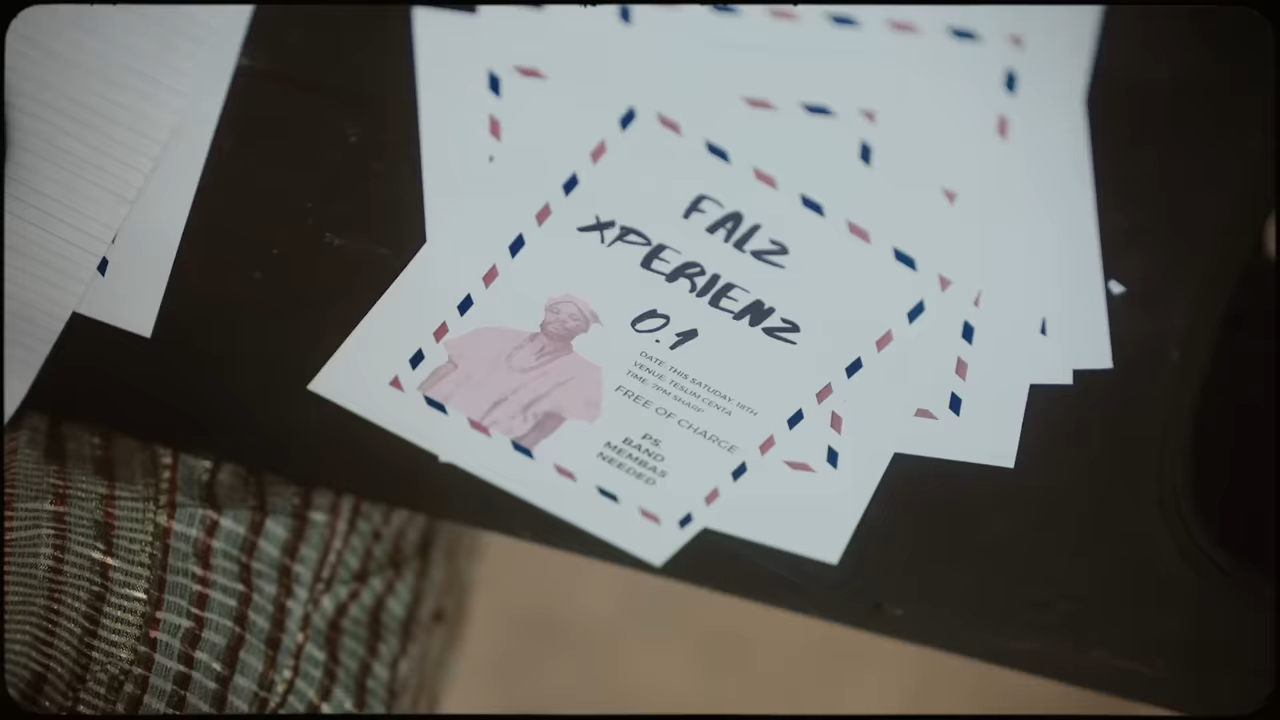 FALZ
XPERIENZ
0.1
DATE: THIS SATUDAY, 18TH
VENUE: TESLIM CENTA
TIME: 7PM SHARP
FREE OF CHARGE
PS.
BAND
MEMBAS
NEEDED